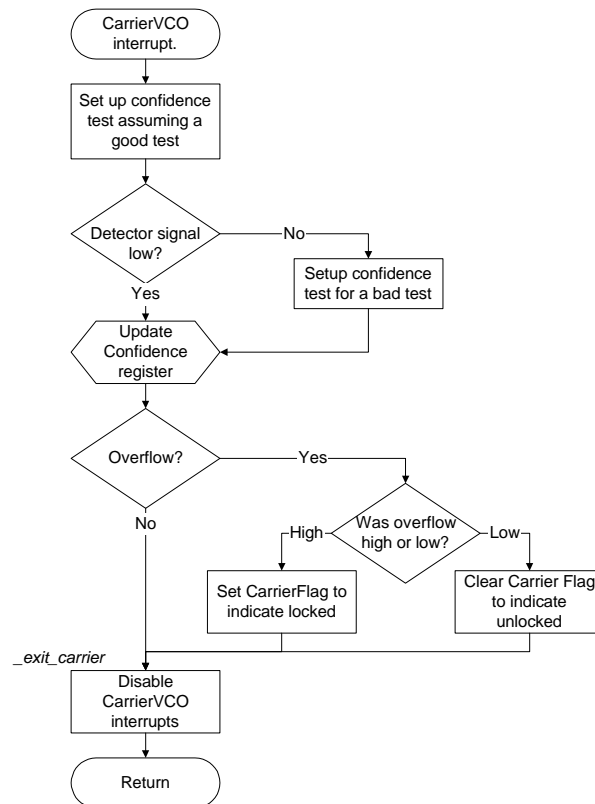 CarrierVCO
interrupt.
Set up confidence
test assuming a
good test
Detector signal
low?
No
Setup confidence
test for a bad test
Yes
Update
Confidence
register
Overflow?
Yes
No
Was overflow
high or low?
High
Low
Set CarrierFlag to
indicate locked
Clear Carrier Flag
to indicate
unlocked
_exit_carrier
Disable
CarrierVCO
interrupts
Return